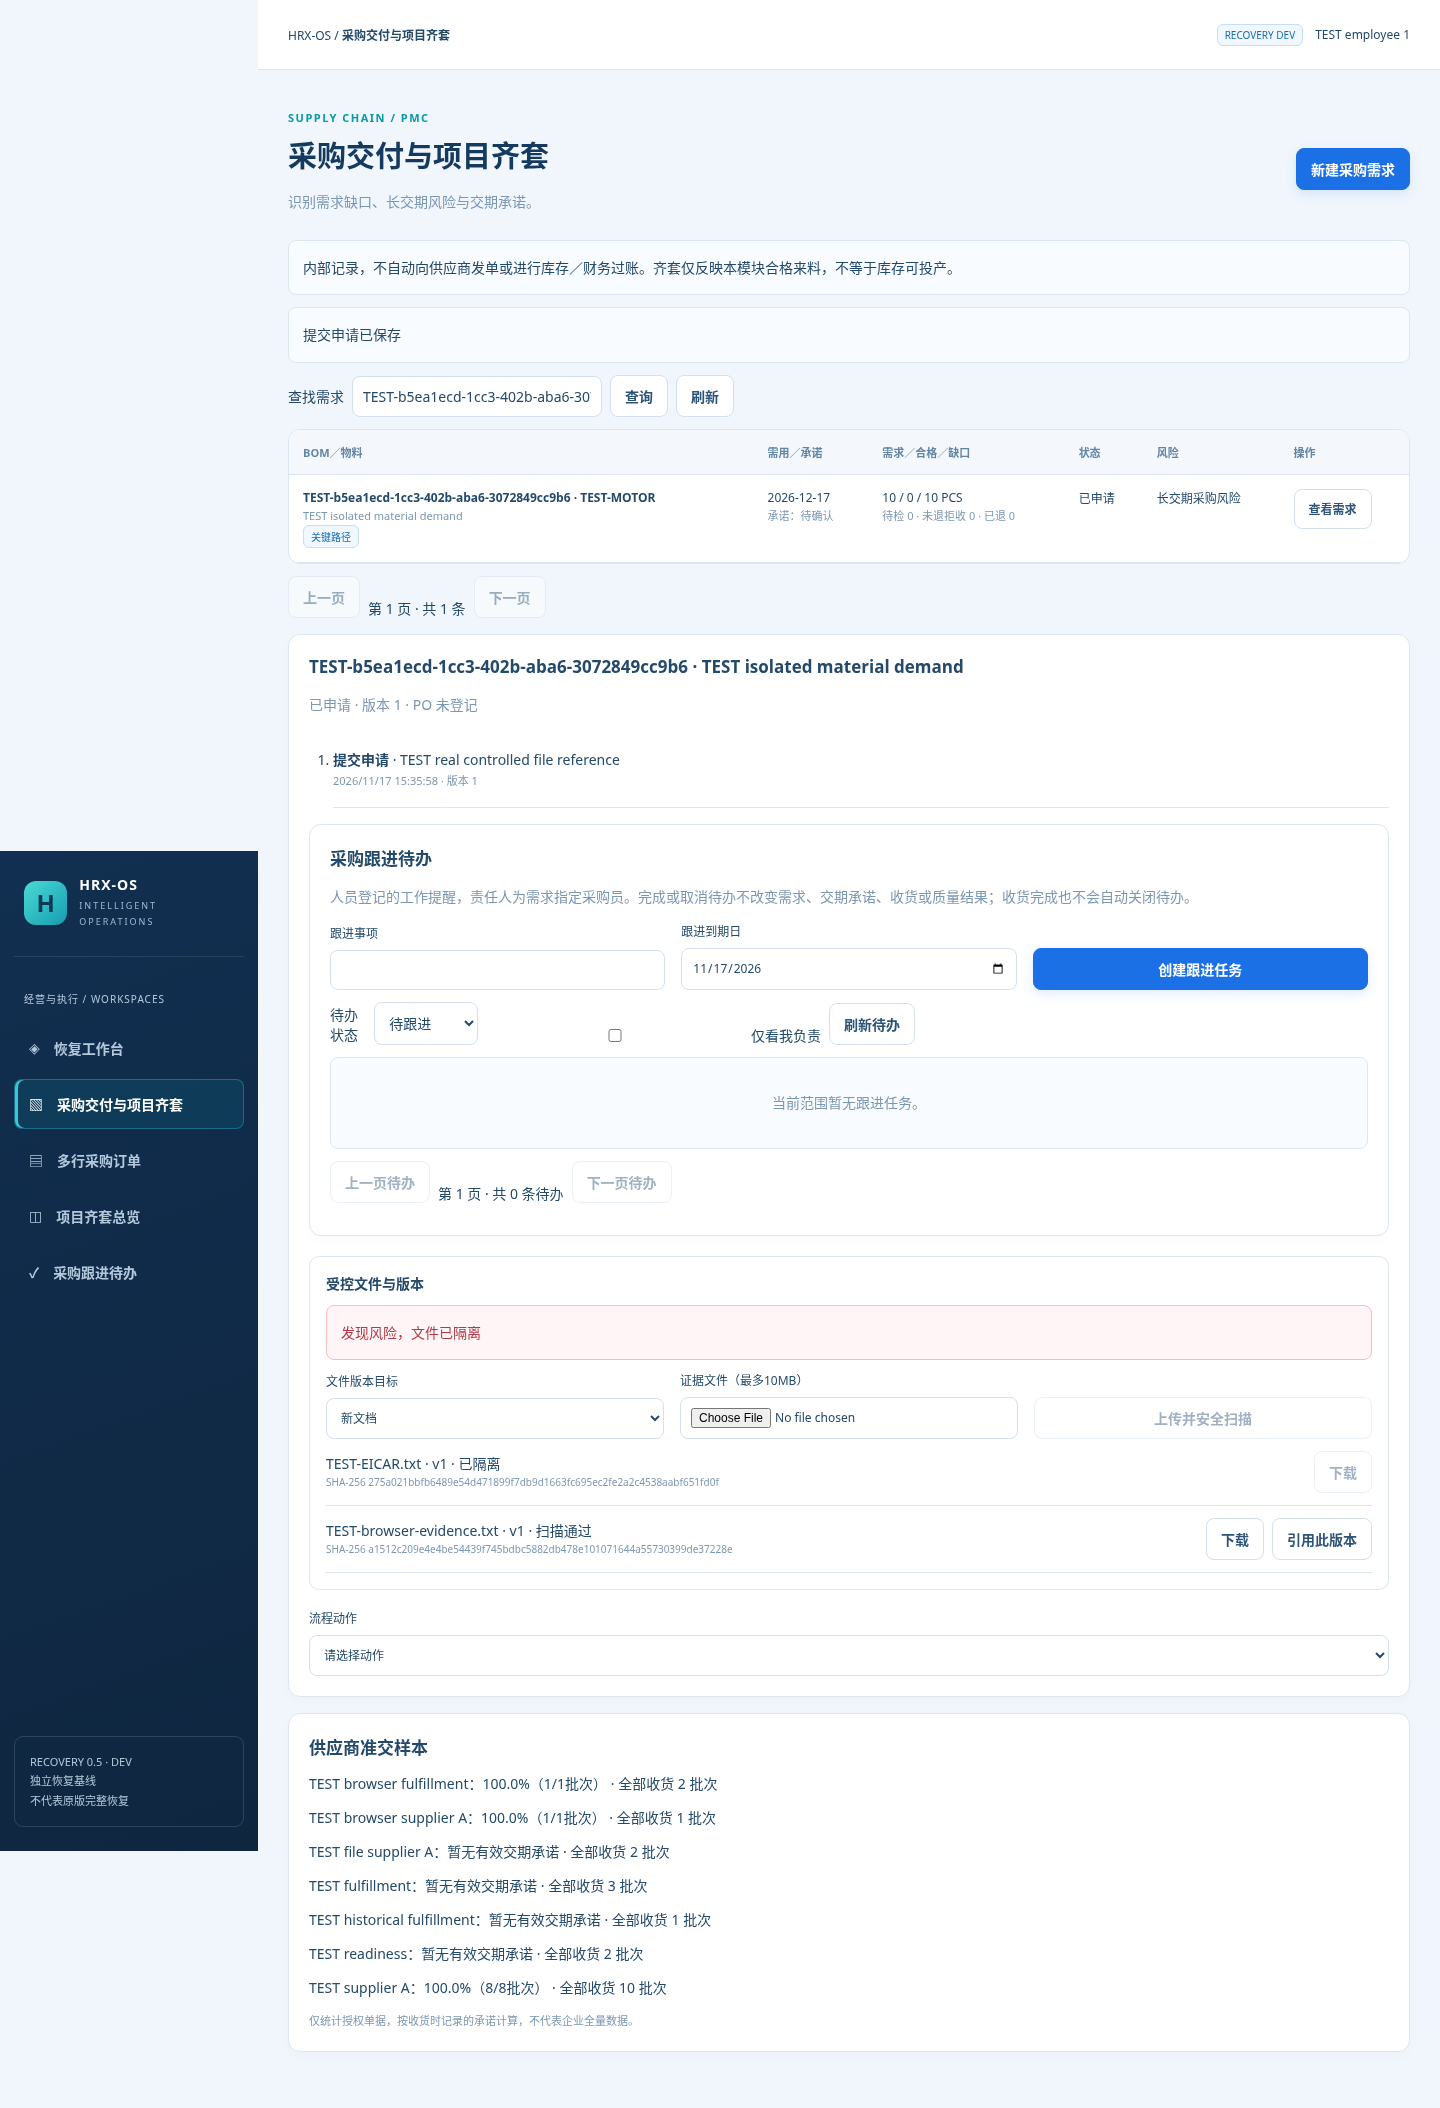 HRX-OS / 采购交付与项目齐套
RECOVERY DEV
TEST employee 1
SUPPLY CHAIN / PMC
采购交付与项目齐套
识别需求缺口、长交期风险与交期承诺。
新建采购需求
内部记录，不自动向供应商发单或进行库存／财务过账。齐套仅反映本模块合格来料，不等于库存可投产。
提交申请已保存
查找需求 TEST-b5ea1ecd-1cc3-402b-aba6-30 查询 刷新
BOM／物料 需用／承诺 需求／合格／缺口 状态 风险 操作
TEST-b5ea1ecd-1cc3-402b-aba6-3072849cc9b6 · TEST-MOTOR 2026-12-17 10 / 0 / 10 PCS 已申请 长交期采购风险 查看需求
TEST isolated material demand 承诺：待确认 待检 0 · 未退拒收 0 · 已退 0
关键路径
上一页 第 1 页 · 共 1 条 下一页
TEST-b5ea1ecd-1cc3-402b-aba6-3072849cc9b6 · TEST isolated material demand
已申请 · 版本 1 · PO 未登记
1. 提交申请 · TEST real controlled file reference
2026/11/17 15:35:58 · 版本 1
采购跟进待办
人员登记的工作提醒，责任人为需求指定采购员。完成或取消待办不改变需求、交期承诺、收货或质量结果；收货完成也不会自动关闭待办。
跟进事项 跟进到期日
11/17/2026 创建跟进任务
待办状态 待跟进 仅看我负责 刷新待办
当前范围暂无跟进任务。
上一页待办 第 1 页 · 共 0 条待办 下一页待办
受控文件与版本
发现风险，文件已隔离
文件版本目标 证据文件（最多10MB）
新文档 Choose File No file chosen 上传并安全扫描
TEST-EICAR.txt · v1 · 已隔离 下载
SHA-256 275a021bbfb6489e54d471899f7db9d1663fc695ec2fe2a2c4538aabf651fd0f
TEST-browser-evidence.txt · v1 · 扫描通过 下载 引用此版本
SHA-256 a1512c209e4e4be54439f745bdbc5882db478e101071644a55730399de37228e
流程动作
请选择动作
供应商准交样本
TEST browser fulfillment：100.0%（1/1批次） · 全部收货 2 批次
TEST browser supplier A：100.0%（1/1批次） · 全部收货 1 批次
TEST file supplier A：暂无有效交期承诺 · 全部收货 2 批次
TEST fulfillment：暂无有效交期承诺 · 全部收货 3 批次
TEST historical fulfillment：暂无有效交期承诺 · 全部收货 1 批次
TEST readiness：暂无有效交期承诺 · 全部收货 2 批次
TEST supplier A：100.0%（8/8批次） · 全部收货 10 批次
仅统计授权单据，按收货时记录的承诺计算，不代表企业全量数据。
H
HRX-OS
INTELLIGENT
OPERATIONS
经营与执行 / WORKSPACES
恢复工作台
采购交付与项目齐套
多行采购订单
项目齐套总览
采购跟进待办
RECOVERY 0.5 · DEV
独立恢复基线
不代表原版完整恢复